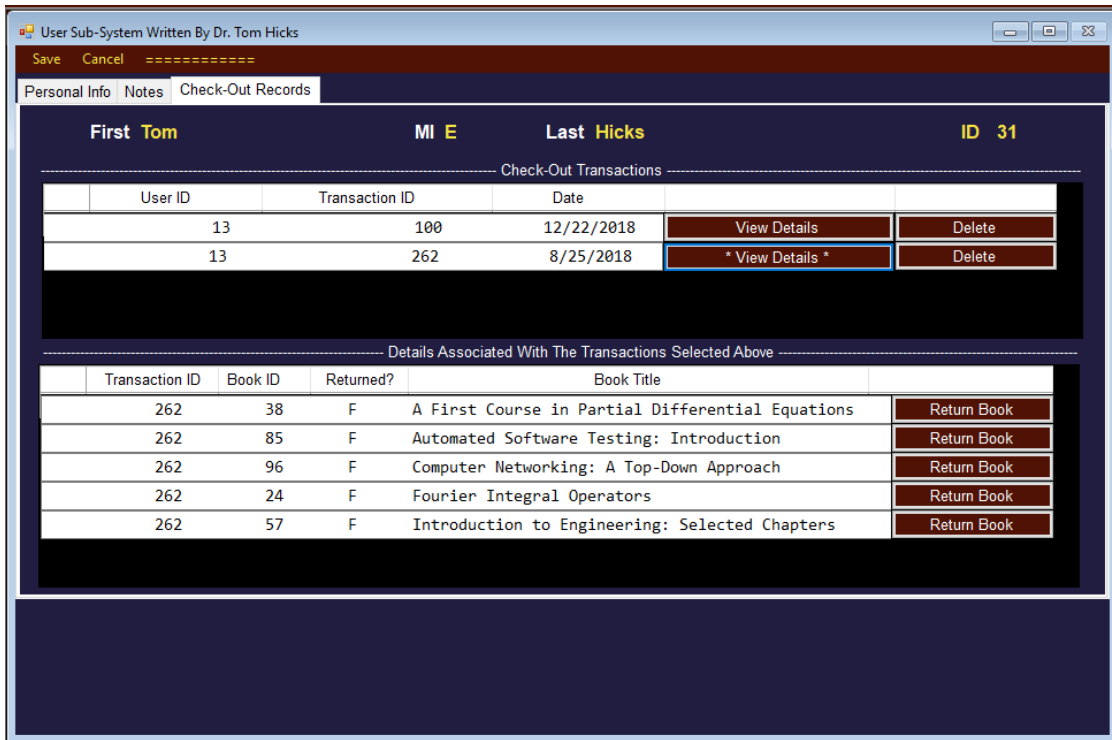 User Sub-System Written By Dr. Tom Hicks
Save Cancel ============
Personal Info Notes Check-Out Records
First Tom MI E Last Hicks ID 31
Check-Out Transactions
User ID Transaction ID Date
13 100 12/22/2018 View Details Delete
13 262 8/25/2018 * View Details * Delete
Details Associated With The Transactions Selected Above
Transaction ID Book ID Returned? Book Title
262 38 F A First Course in Partial Differential Equations Return Book
262 85 F Automated Software Testing: Introduction Return Book
262 96 F Computer Networking: A Top-Down Approach Return Book
262 24 F Fourier Integral Operators Return Book
262 57 F Introduction to Engineering: Selected Chapters Return Book